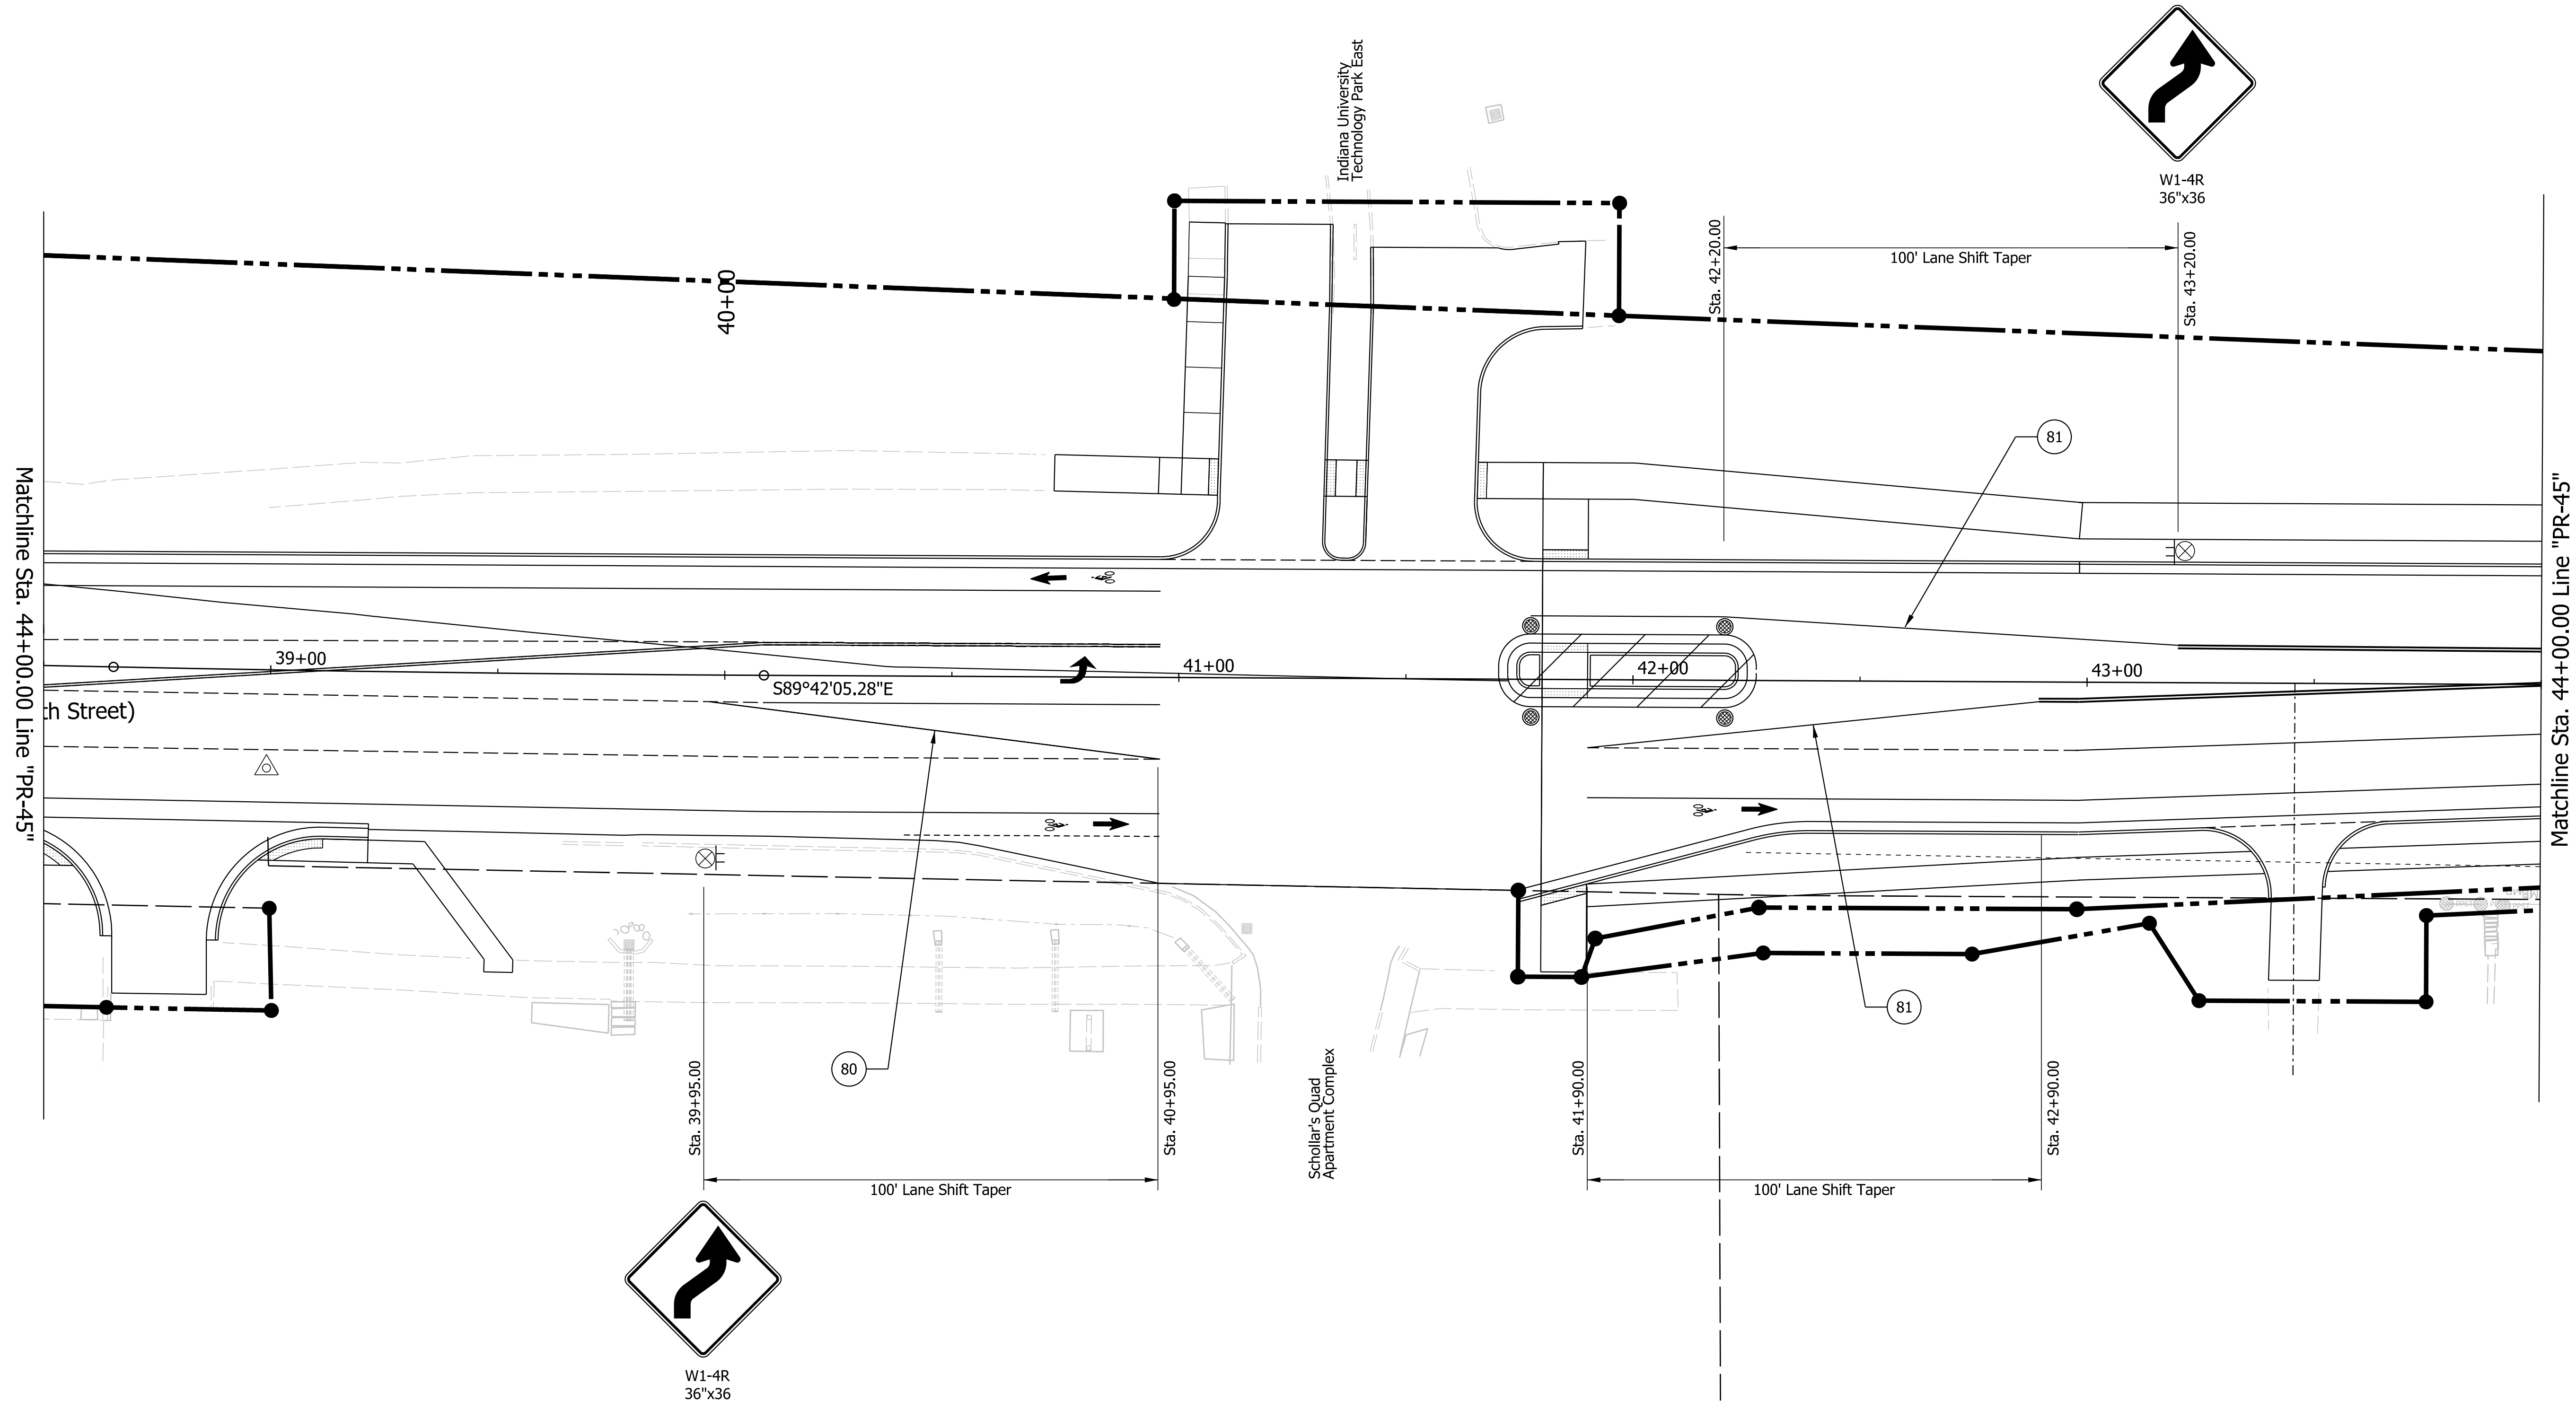 Indiana University
Technology Park East
W1-4R
36"x36
Sta. 42+20.00
100' Lane Shift Taper
Sta. 43+20.00
40+00
81
Matchline Sta. 44+00.00 Line "PR-45"
Matchline Sta. 44+00.00 Line "PR-45"
39+00
41+00
42+00
43+00
S89°42'05.28"E
th Street)
81
80
Sta. 39+95.00
Sta. 40+95.00
Schollar's Quad
Apartment Complex
Sta. 41+90.00
Sta. 42+90.00
100' Lane Shift Taper
100' Lane Shift Taper
W1-4R
36"x36